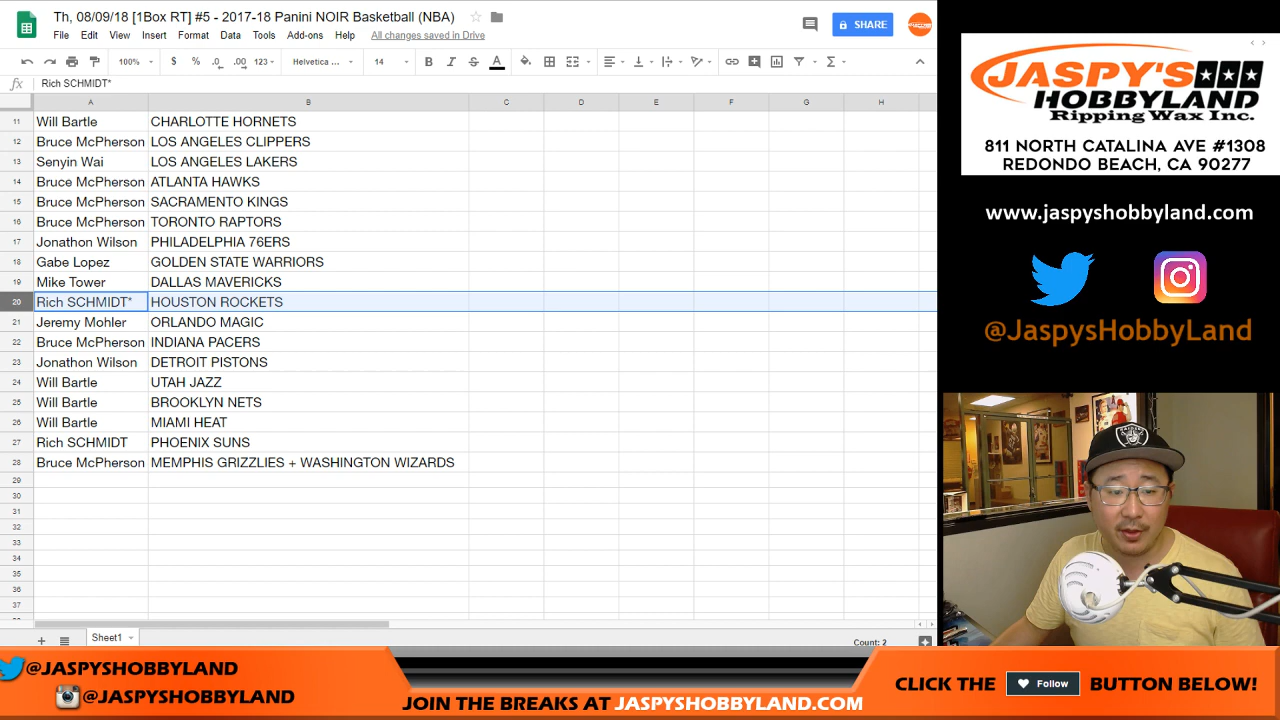 Th, 08/09/18 [1Box RT] #5 - 2017-18 Panini NOIR Basketball (NBA)
File Edit View Insert Format Data Tools Add-ons Help All changes saved in Drive
SHARE
100% $ % .0 .00 123 Helvetica ... 14 B I S A Σ
fx Rich SCHMIDT*
A B C D E F G H
11 Will Bartle CHARLOTTE HORNETS
12 Bruce McPherson LOS ANGELES CLIPPERS
13 Senyin Wai LOS ANGELES LAKERS
14 Bruce McPherson ATLANTA HAWKS
15 Bruce McPherson SACRAMENTO KINGS
16 Bruce McPherson TORONTO RAPTORS
17 Jonathon Wilson PHILADELPHIA 76ERS
18 Gabe Lopez GOLDEN STATE WARRIORS
19 Mike Tower DALLAS MAVERICKS
20 Rich SCHMIDT* HOUSTON ROCKETS
21 Jeremy Mohler ORLANDO MAGIC
22 Bruce McPherson INDIANA PACERS
23 Jonathon Wilson DETROIT PISTONS
24 Will Bartle UTAH JAZZ
25 Will Bartle BROOKLYN NETS
26 Will Bartle MIAMI HEAT
27 Rich SCHMIDT PHOENIX SUNS
28 Bruce McPherson MEMPHIS GRIZZLIES + WASHINGTON WIZARDS
29
30
31
32
33
34
35
36
37
Sheet1
Count: 2
JASPY'S
HOBBYLAND
Ripping Wax Inc.
811 NORTH CATALINA AVE #1308
REDONDO BEACH, CA 90277
www.jaspyshobbyland.com
@JaspysHobbyLand
@JASPYSHOBBYLAND
@JASPYSHOBBYLAND
JOIN THE BREAKS AT JASPYSHOBBYLAND.COM
CLICK THE Follow BUTTON BELOW!